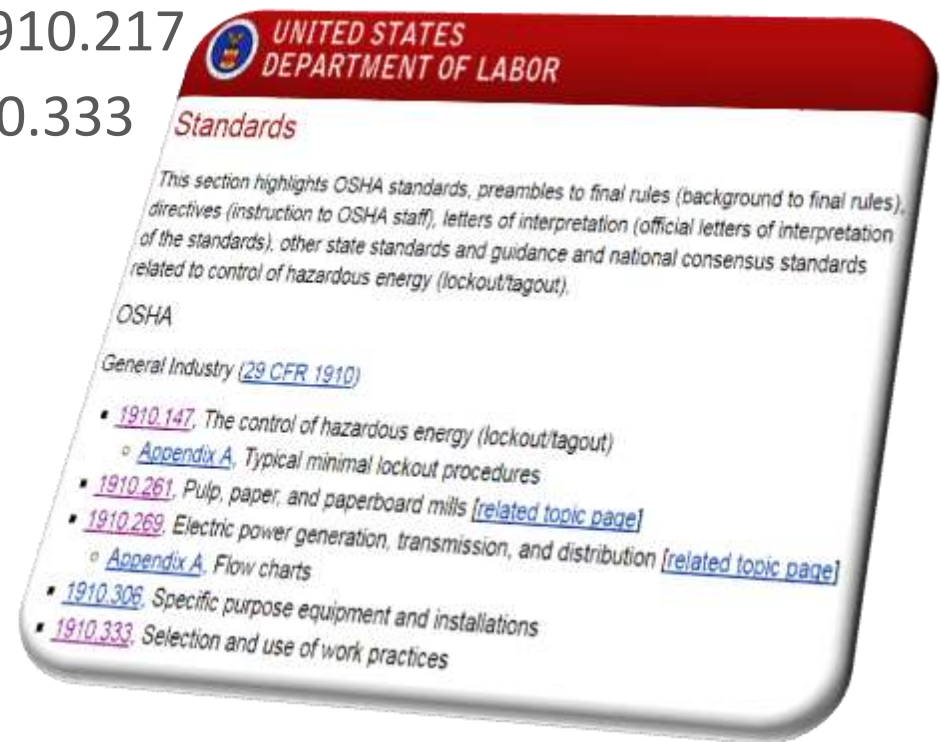 910.217
0.333
UNITED STATES
DEPARTMENT OF LABOR
Standards
This section highlights OSHA standards, preambles to final rules (background to final rules),
directives (instruction to OSHA staff), letters of interpretation (official letters of interpretation
of the standards), other state standards and guidance and national consensus standards
related to control of hazardous energy (lockout/tagout).
OSHA
General Industry (29 CFR 1910)
▪ 1910.147, The control of hazardous energy (lockout/tagout)
○ Appendix A, Typical minimal lockout procedures
▪ 1910.261, Pulp, paper, and paperboard mills [related topic page]
▪ 1910.269, Electric power generation, transmission, and distribution [related topic page]
○ Appendix A, Flow charts
▪ 1910.306, Specific purpose equipment and installations
▪ 1910.333, Selection and use of work practices